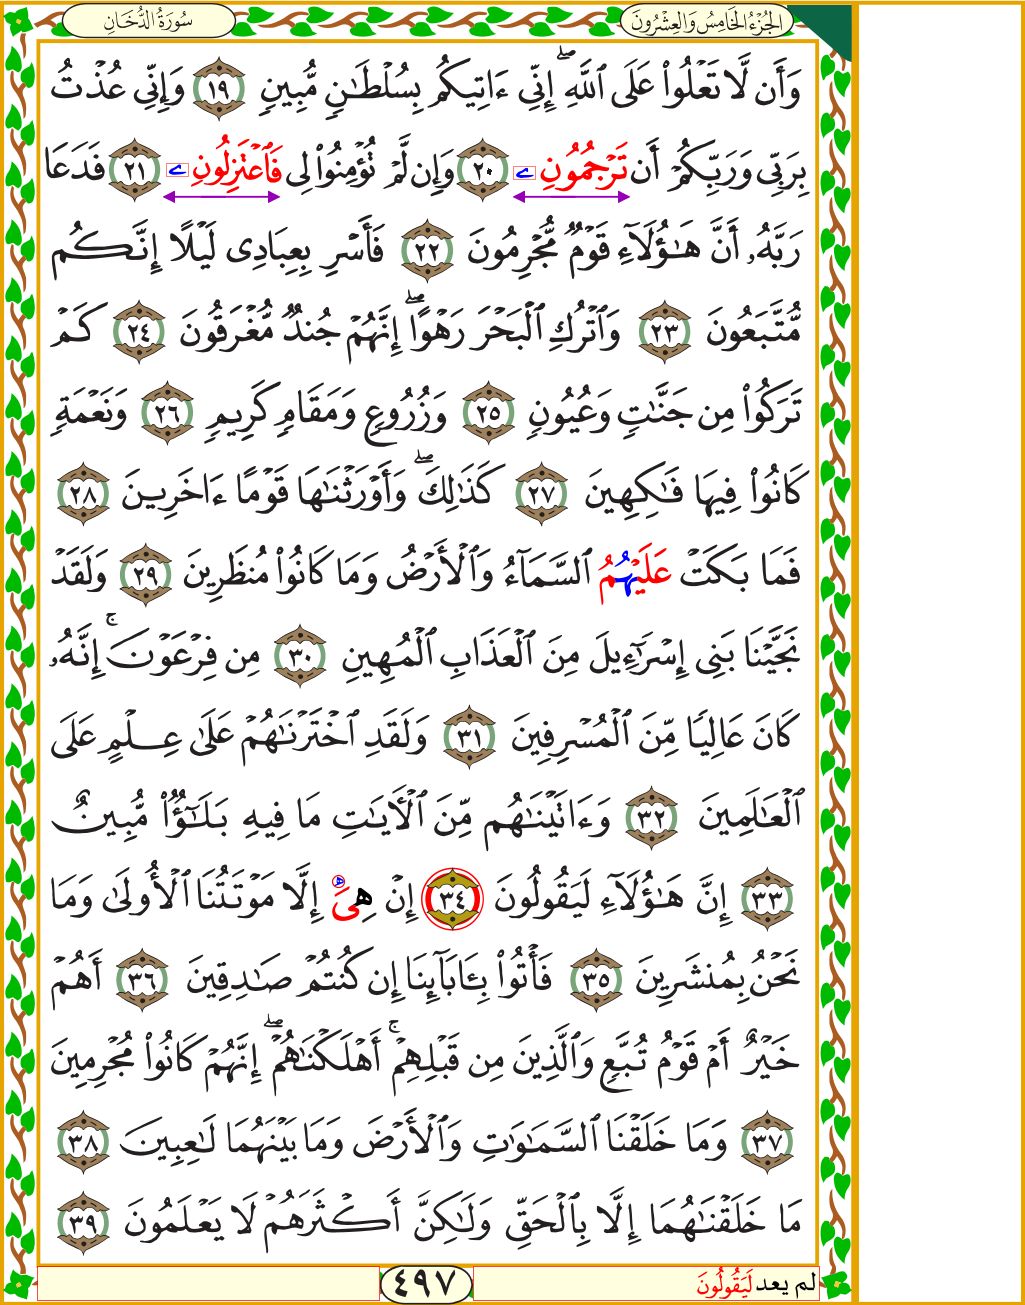 سُورَةُ الدُّخَانِ
الجُزْءُ الخَامِسُ وَالعِشْرُونَ
وَأَن لَّا تَعْلُوا۟ عَلَى ٱللَّهِ ۖ إِنِّىٓ ءَاتِيكُم بِسُلْطَـٰنٍ مُّبِينٍ ١٩ وَإِنِّى عُذْتُ
بِرَبِّى وَرَبِّكُمْ أَن تَرْجُمُونِ ے ٢٠ وَإِن لَّمْ تُؤْمِنُوا۟ لِى فَٱعْتَزِلُونِ ے ٢١ فَدَعَا
رَبَّهُۥٓ أَنَّ هَـٰٓؤُلَآءِ قَوْمٌ مُّجْرِمُونَ ٢٢ فَأَسْرِ بِعِبَادِى لَيْلًا إِنَّكُم
مُّتَّبَعُونَ ٢٣ وَٱتْرُكِ ٱلْبَحْرَ رَهْوًا ۖ إِنَّهُمْ جُندٌ مُّغْرَقُونَ ٢٤ كَمْ
تَرَكُوا۟ مِن جَنَّـٰتٍ وَعُيُونٍ ٢٥ وَزُرُوعٍ وَمَقَامٍ كَرِيمٍ ٢٦ وَنَعْمَةٍ
كَانُوا۟ فِيهَا فَـٰكِهِينَ ٢٧ كَذَٰلِكَ ۖ وَأَوْرَثْنَـٰهَا قَوْمًا ءَاخَرِينَ ٢٨
فَمَا بَكَتْ عَلَيْهُمُ ٱلسَّمَآءُ وَٱلْأَرْضُ وَمَا كَانُوا۟ مُنظَرِينَ ٢٩ وَلَقَدْ
نَجَّيْنَا بَنِىٓ إِسْرَٰٓءِيلَ مِنَ ٱلْعَذَابِ ٱلْمُهِينِ ٣٠ مِن فِرْعَوْنَ ۚ إِنَّهُۥ
كَانَ عَالِيًا مِّنَ ٱلْمُسْرِفِينَ ٣١ وَلَقَدِ ٱخْتَرْنَـٰهُمْ عَلَىٰ عِلْمٍ عَلَى
ٱلْعَـٰلَمِينَ ٣٢ وَءَاتَيْنَـٰهُم مِّنَ ٱلْـَٔايَـٰتِ مَا فِيهِ بَلَـٰٓؤٌا۟ مُّبِينٌ
٣٣ إِنَّ هَـٰٓؤُلَآءِ لَيَقُولُونَ ٣٤ إِنْ هِىَ إِلَّا مَوْتَتُنَا ٱلْأُولَىٰ وَمَا
نَحْنُ بِمُنشَرِينَ ٣٥ فَأْتُوا۟ بِـَٔابَآئِنَآ إِن كُنتُمْ صَـٰدِقِينَ ٣٦ أَهُمْ
خَيْرٌ أَمْ قَوْمُ تُبَّعٍ وَٱلَّذِينَ مِن قَبْلِهِمْ ۚ أَهْلَكْنَـٰهُمْ ۖ إِنَّهُمْ كَانُوا۟ مُجْرِمِينَ
٣٧ وَمَا خَلَقْنَا ٱلسَّمَـٰوَٰتِ وَٱلْأَرْضَ وَمَا بَيْنَهُمَا لَـٰعِبِينَ ٣٨
مَا خَلَقْنَـٰهُمَآ إِلَّا بِٱلْحَقِّ وَلَـٰكِنَّ أَكْثَرَهُمْ لَا يَعْلَمُونَ ٣٩
لم يعد لَيَقُولُونَ
٤٩٧